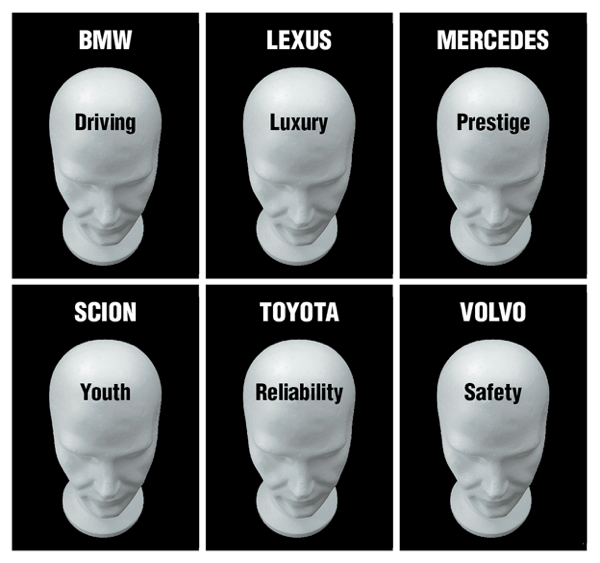 BMW
Driving
LEXUS
Luxury
MERCEDES
Prestige
SCION
Youth
TOYOTA
Reliability
VOLVO
Safety